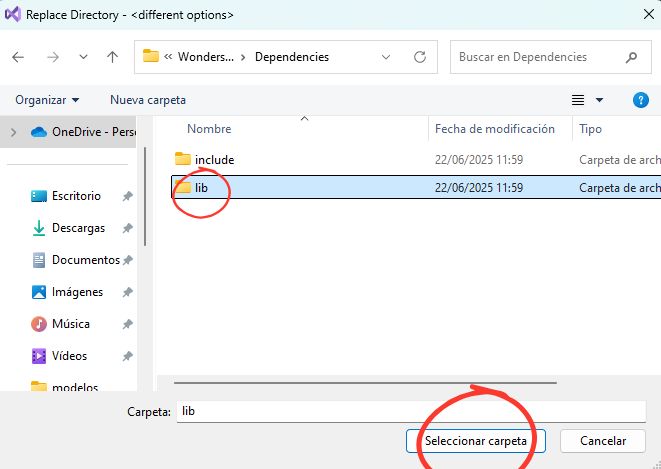 Replace Directory - <different options>
« Wonders... > Dependencies
Buscar en Dependencies
Organizar
Nueva carpeta
?
OneDrive - Perso
Nombre
Fecha de modificación
Tipo
include
22/06/2025 11:59
Carpeta de arch
lib
22/06/2025 11:59
Carpeta de arch
Escritorio
Descargas
Documentos
Imágenes
Música
Vídeos
modelos
Carpeta:
lib
Seleccionar carpeta
Cancelar